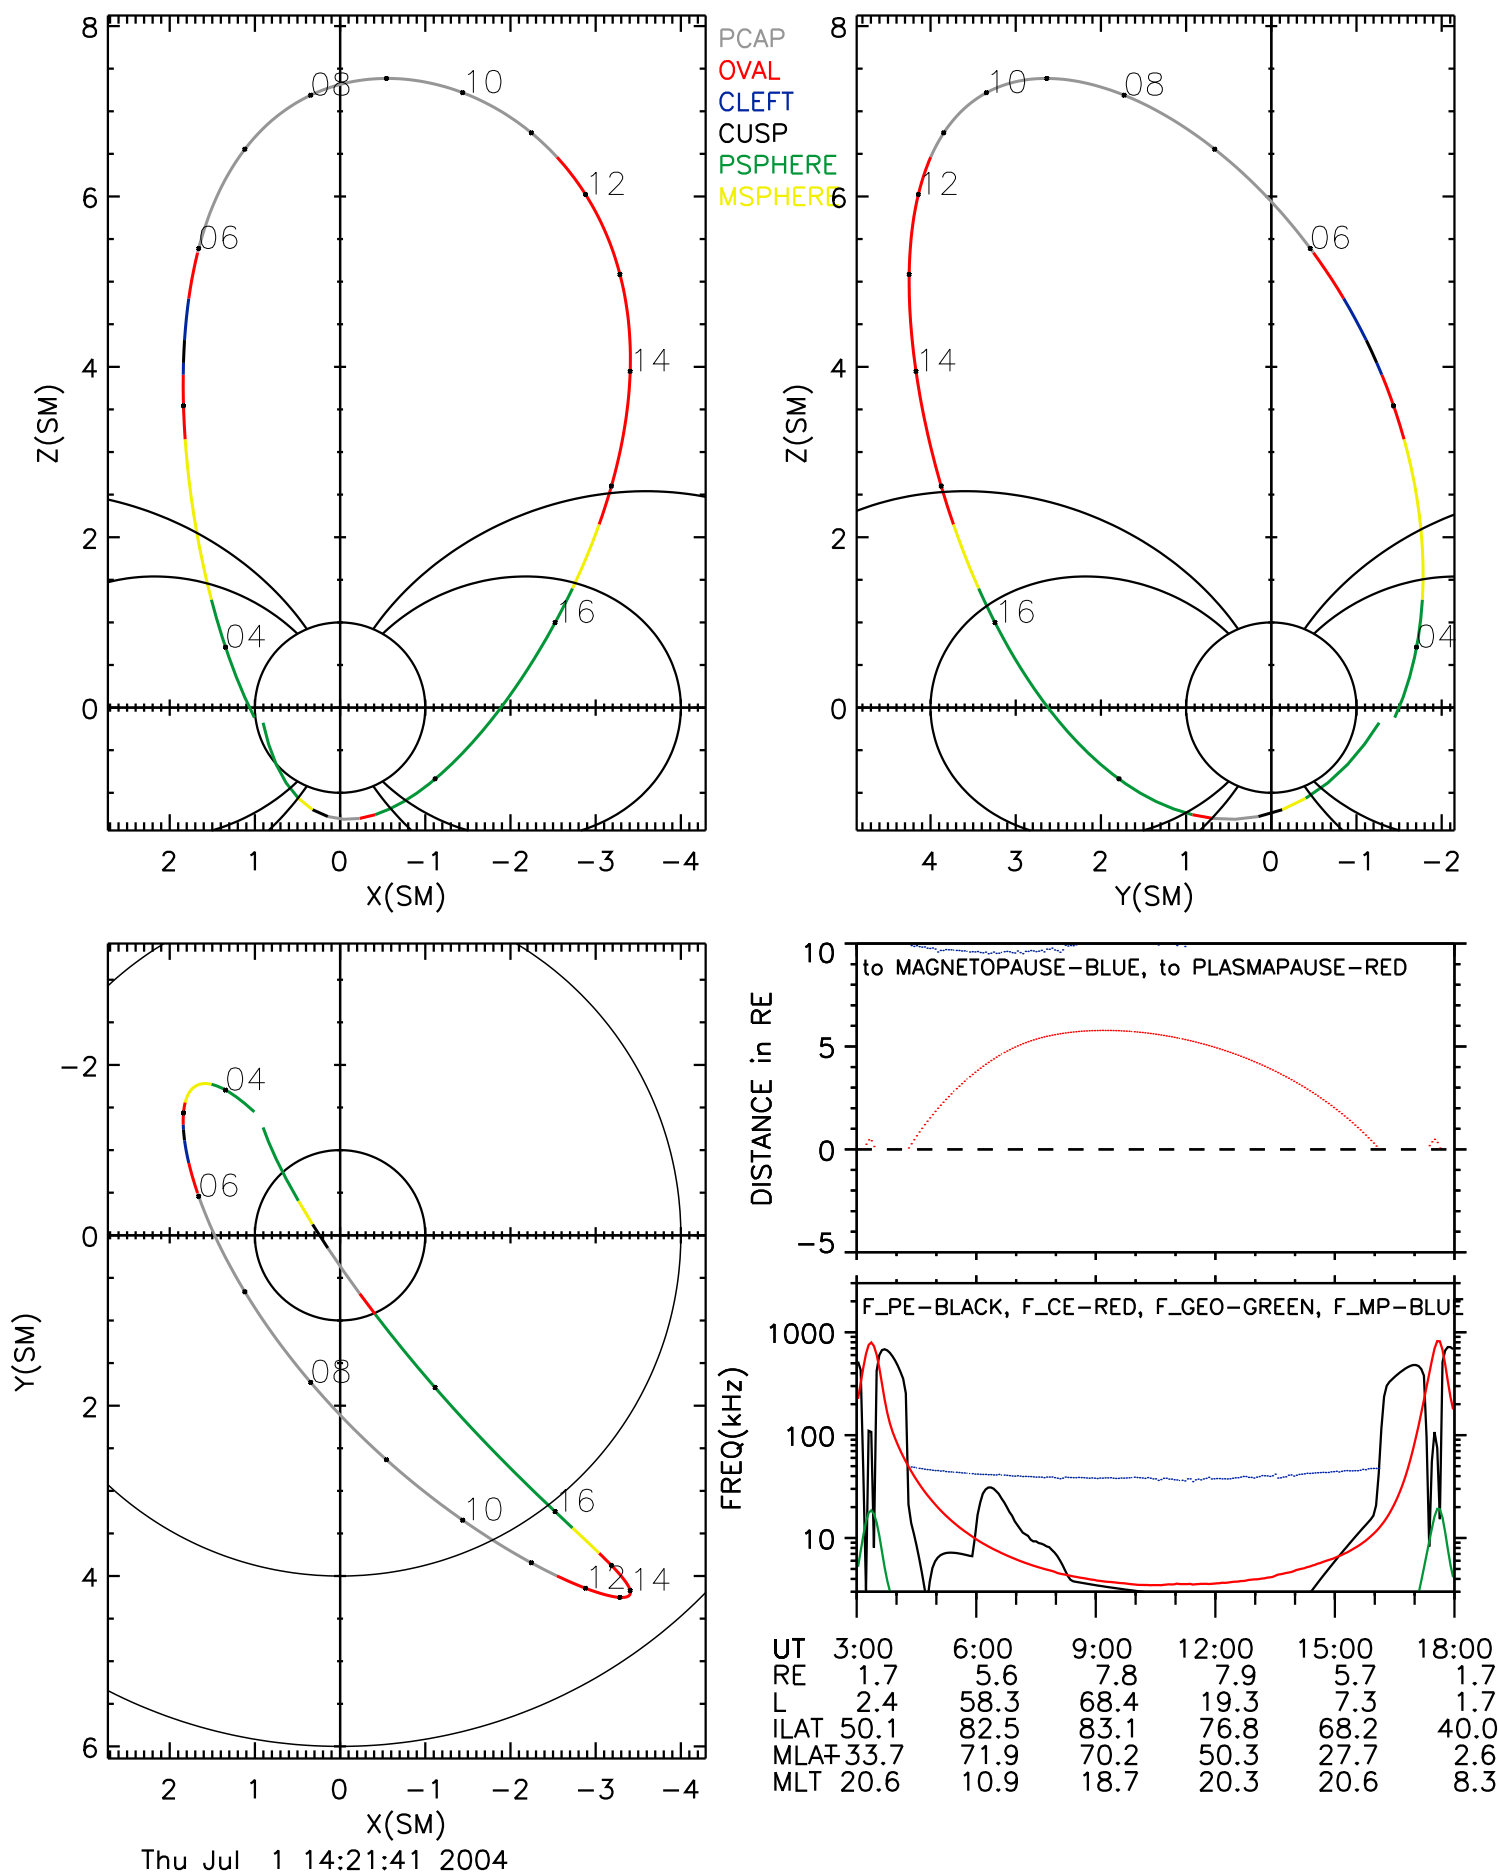 PCAP
OVAL
CLEFT
CUSP
PSPHERE
MSPHERE
8
6
4
2
0
Z(SM)
08
10
12
06
14
16
04
2 1 0 -1 -2 -3 -4
X(SM)
8
6
4
2
0
Z(SM)
10
08
12
06
14
16
04
4 3 2 1 0 -1 -2
Y(SM)
-2
0
2
4
6
Y(SM)
04
06
08
10
16
12
14
2 1 0 -1 -2 -3 -4
X(SM)
10
5
0
-5
DISTANCE in RE
to MAGNETOPAUSE-BLUE, to PLASMAPAUSE-RED
1000
100
10
FREQ(kHz)
F_PE-BLACK, F_CE-RED, F_GEO-GREEN, F_MP-BLUE
UT 3:00 6:00 9:00 12:00 15:00 18:00
RE 1.7 5.6 7.8 7.9 5.7 1.7
L 2.4 58.3 68.4 19.3 7.3 1.7
ILAT 50.1 82.5 83.1 76.8 68.2 40.0
MLAT-33.7 71.9 70.2 50.3 27.7 2.6
MLT 20.6 10.9 18.7 20.3 20.6 8.3
Thu Jul 1 14:21:41 2004